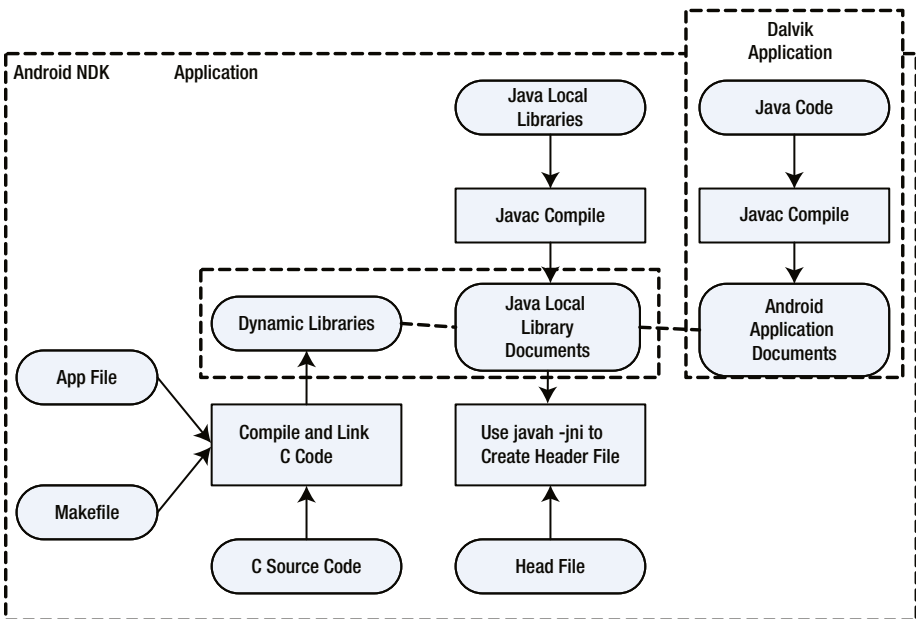 Dalvik
Application
Android NDK Application
Java Local
Libraries
Java Code
Javac Compile
Javac Compile
Dynamic Libraries
Java Local
Library
Documents
Android
Application
Documents
App File
Compile and Link
C Code
Use javah -jni to
Create Header File
Makefile
C Source Code
Head File